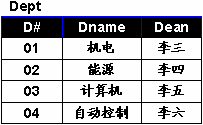 Dept
D# Dname Dean
01 机电 李三
02 能源 李四
03 计算机 李五
04 自动控制 李六